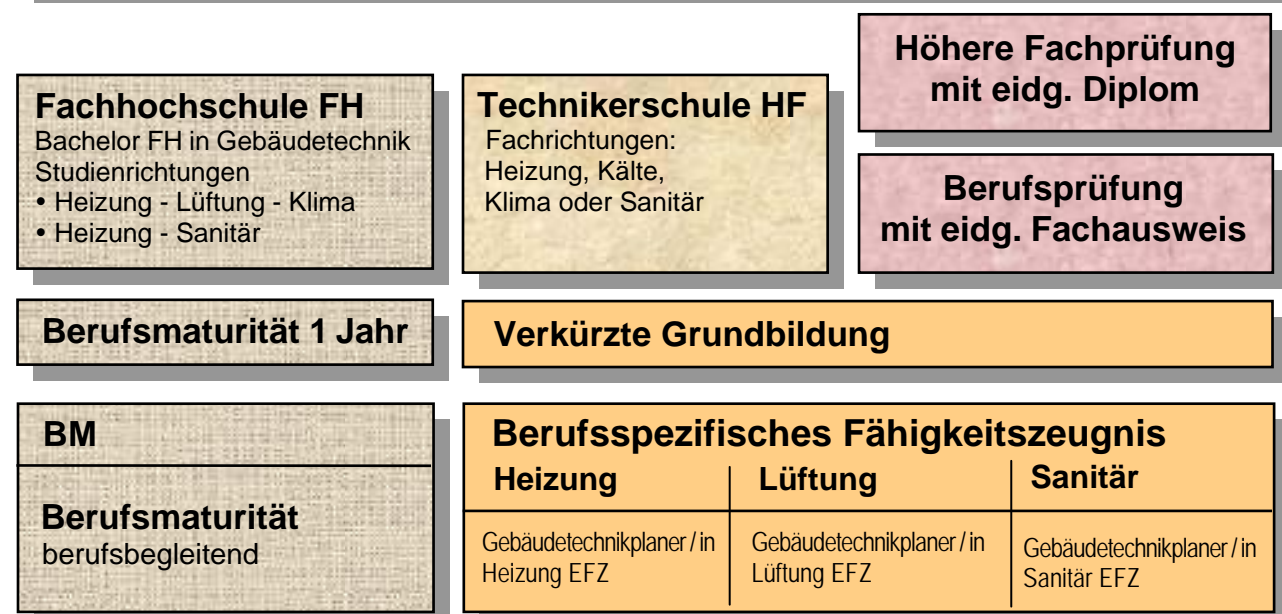 Fachhochschule FH
Bachelor FH in Gebäudetechnik
Studienrichtungen
• Heizung - Lüftung - Klima
• Heizung - Sanitär
Technikerschule HF
Fachrichtungen:
Heizung, Kälte,
Klima oder Sanitär
Höhere Fachprüfung
mit eidg. Diplom
Berufsprüfung
mit eidg. Fachausweis
Berufsmaturität 1 Jahr
Verkürzte Grundbildung
BM
Berufsmaturität
berufsbegleitend
Berufsspezifisches Fähigkeitszeugnis
Heizung
Gebäudetechnikplaner/in
Heizung EFZ
Lüftung
Gebäudetechnikplaner/in
Lüftung EFZ
Sanitär
Gebäudetechnikplaner/in
Sanitär EFZ